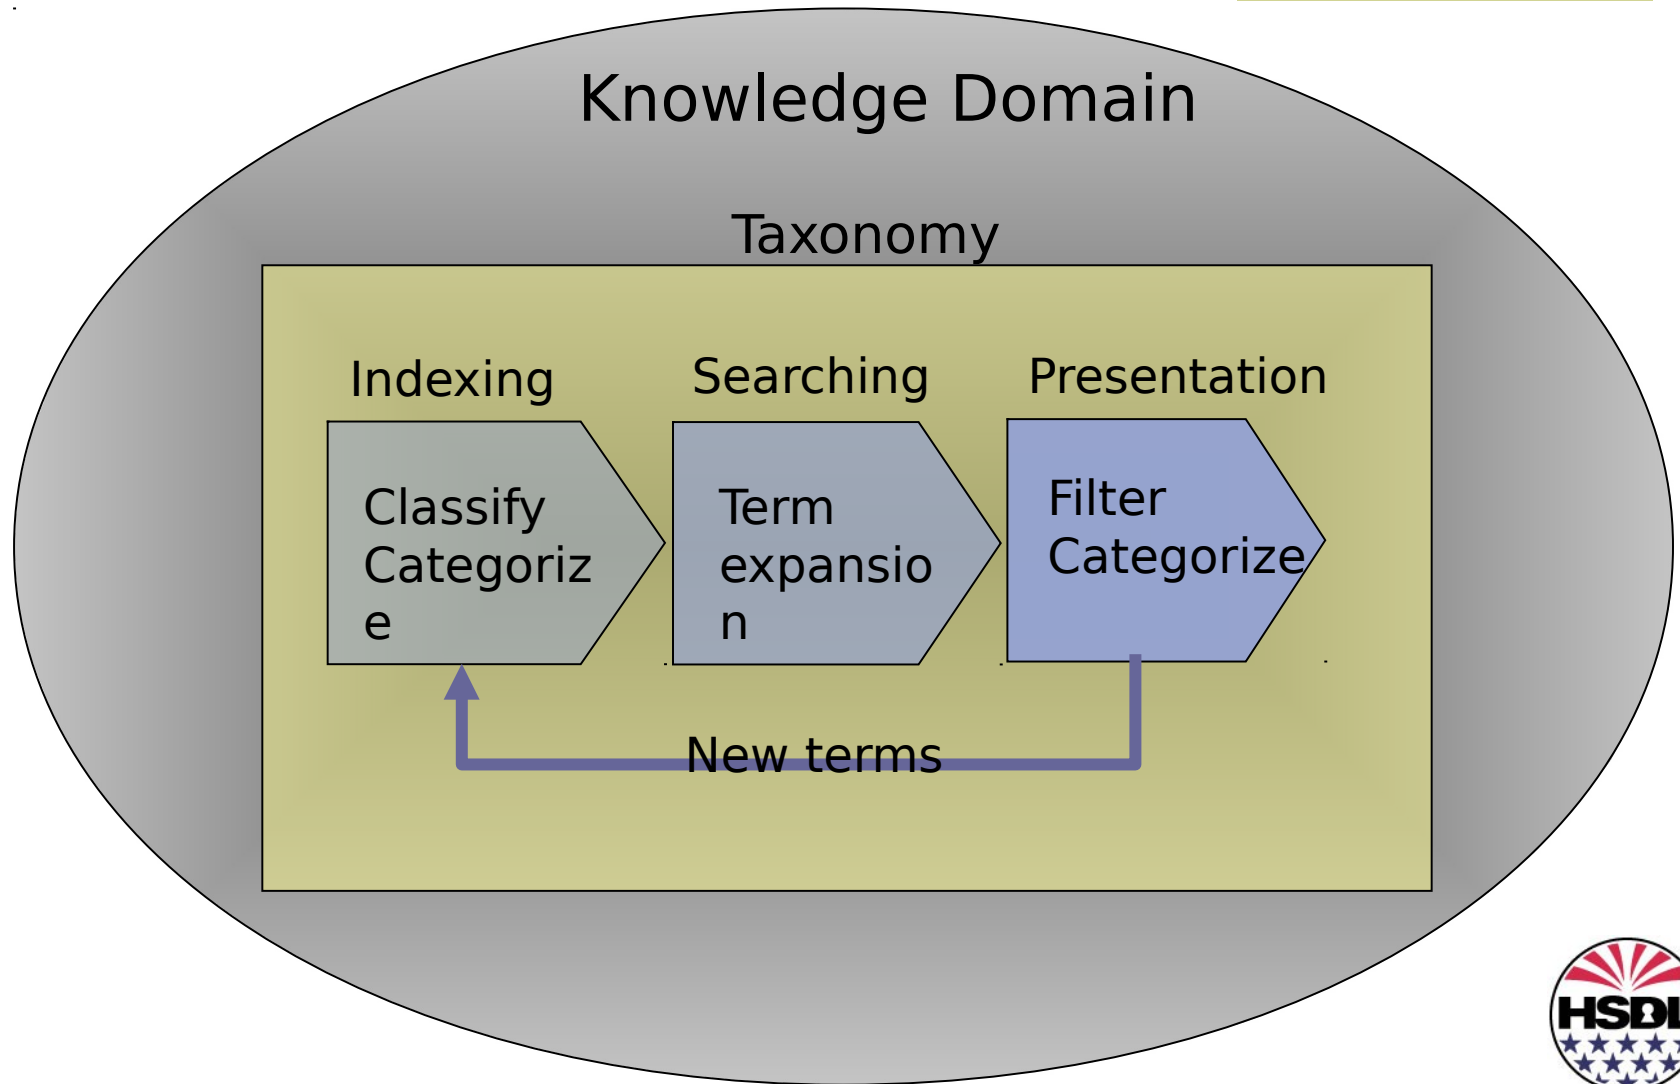 Knowledge Domain
Taxonomy
Indexing
Searching
Presentation
Classify
Categoriz
e
Term
expansio
n
Filter
Categorize
New terms
HSDL